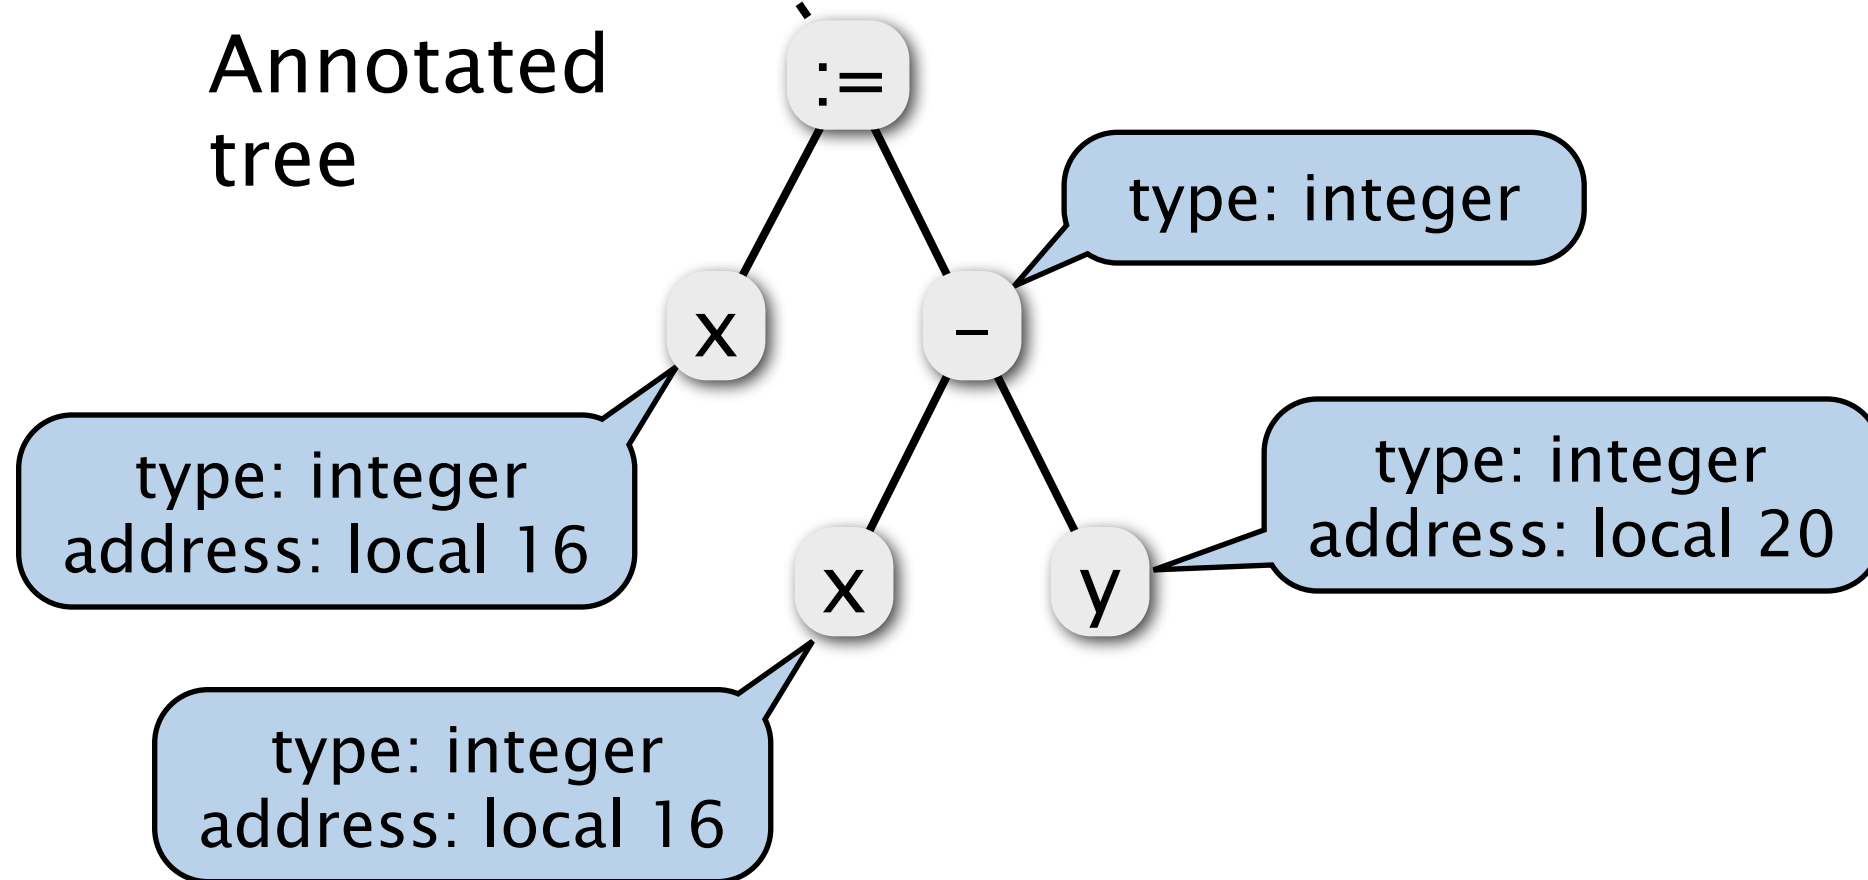 Annotated
tree
:=
type: integer
x
-
type: integer
address: local 16
type: integer
address: local 20
x
y
type: integer
address: local 16